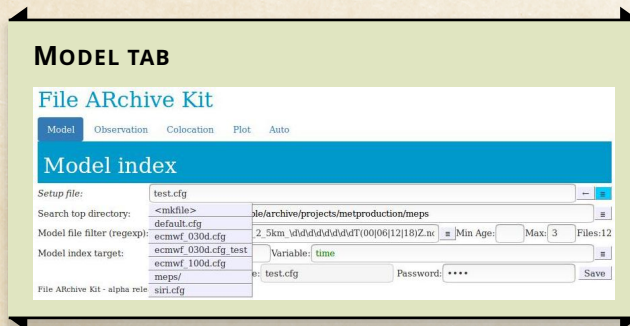 MODEL TAB
File ARchive Kit
Model Observation Colocation Plot Auto
Model index
Setup file: test.cfg ← ≡
Search top directory: <mkfile> ple/archive/projects/metproduction/meps ≡
default.cfg
Model file filter (regexp): ecmwf_030d.cfg _2_5km_\d\d\d\d\d\d\d\dT(00|06|12|18)Z.nc ≡ Min Age: Max: 3 Files:12
ecmwf_030d.cfg_test
Model index target: ecmwf_100d.cfg Variable: time ≡
meps/ e: test.cfg Password: •••• Save
File ARchive Kit - alpha rele siri.cfg